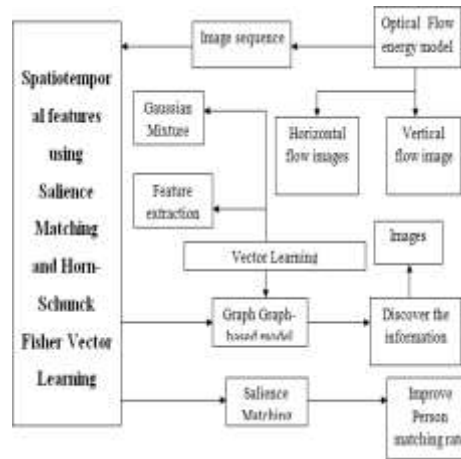 Spatiotempor
al features
using
Salience
Matching
and Horn-
Schunck
Fisher Vector
Learning
Image sequence
Optical Flow
energy model
Gaussian
Mixture
Horizontal
flow images
Vertical
flow image
Feature
extraction
Images
Vector Learning
Graph Graph-
based model
Discover the
information
Salience
Matching
Improve
Person
matching rate